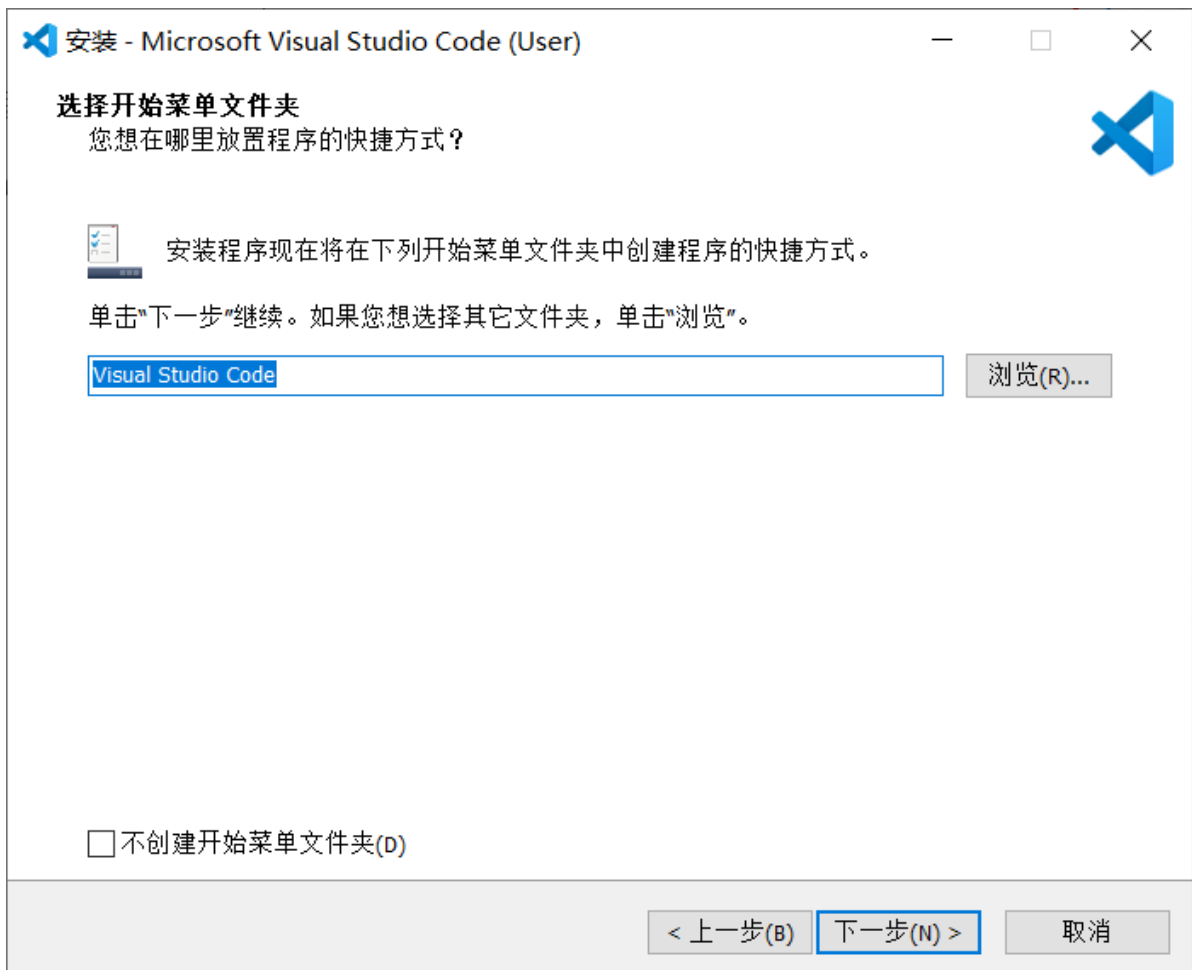 安装 - Microsoft Visual Studio Code (User)
选择开始菜单文件夹
您想在哪里放置程序的快捷方式？
安装程序现在将在下列开始菜单文件夹中创建程序的快捷方式。
单击“下一步”继续。如果您想选择其它文件夹，单击“浏览”。
Visual Studio Code
浏览(R)...
不创建开始菜单文件夹(D)
< 上一步(B) 下一步(N) > 取消